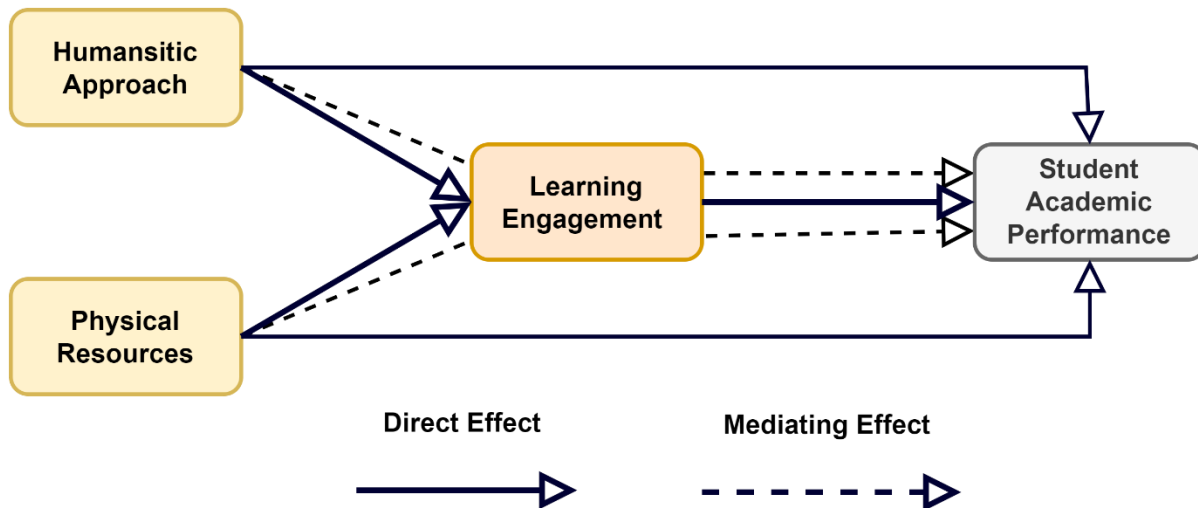 Humansitic
Approach
Learning
Engagement
Student
Academic
Performance
Physical
Resources
Direct Effect
Mediating Effect